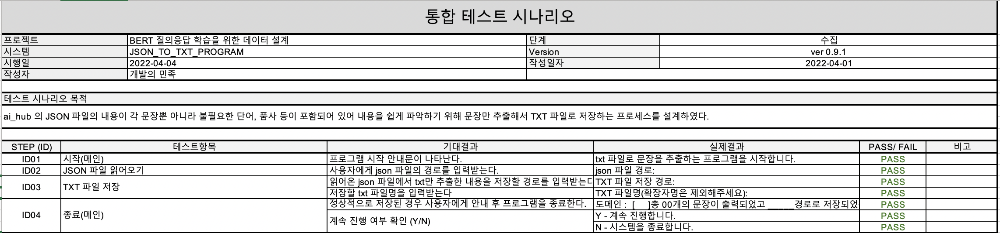 통합 테스트 시나리오
프로젝트 BERT 질의응답 학습을 위한 데이터 설계 단계 수집
시스템 JSON_TO_TXT_PROGRAM Version ver 0.9.1
시행일 2022-04-04 작성일자 2022-04-01
작성자 개발의 민족
테스트 시나리오 목적
ai_hub 의 JSON 파일의 내용이 각 문장뿐 아니라 불필요한 단어, 품사 등이 포함되어 있어 내용을 쉽게 파악하기 위해 문장만 추출해서 TXT 파일로 저장하는 프로세스를 설계하였다.
STEP (ID) 테스트항목 기대결과 실제결과 PASS/ FAIL 비고
ID01 시작(메인) 프로그램 시작 안내문이 나타난다. txt 파일로 문장을 추출하는 프로그램을 시작합니다. PASS
ID02 JSON 파일 읽어오기 사용자에게 json 파일의 경로를 입력받는다. json 파일 경로: PASS
ID03 TXT 파일 저장 읽어온 json 파일에서 txt만 추출한 내용을 저장할 경로를 입력받는다 TXT 파일 저장 경로: PASS
저장할 txt 파일명을 입력받는다 TXT 파일명(확장자명은 제외해주세요): PASS
ID04 종료(메인) 정상적으로 저장된 경우 사용자에게 안내 후 프로그램을 종료한다. 도메인 : [ ]총 00개의 문장이 출력되었고 _____경로로 저장되었 PASS
계속 진행 여부 확인 (Y/N) Y - 계속 진행합니다. PASS
N - 시스템을 종료합니다. PASS